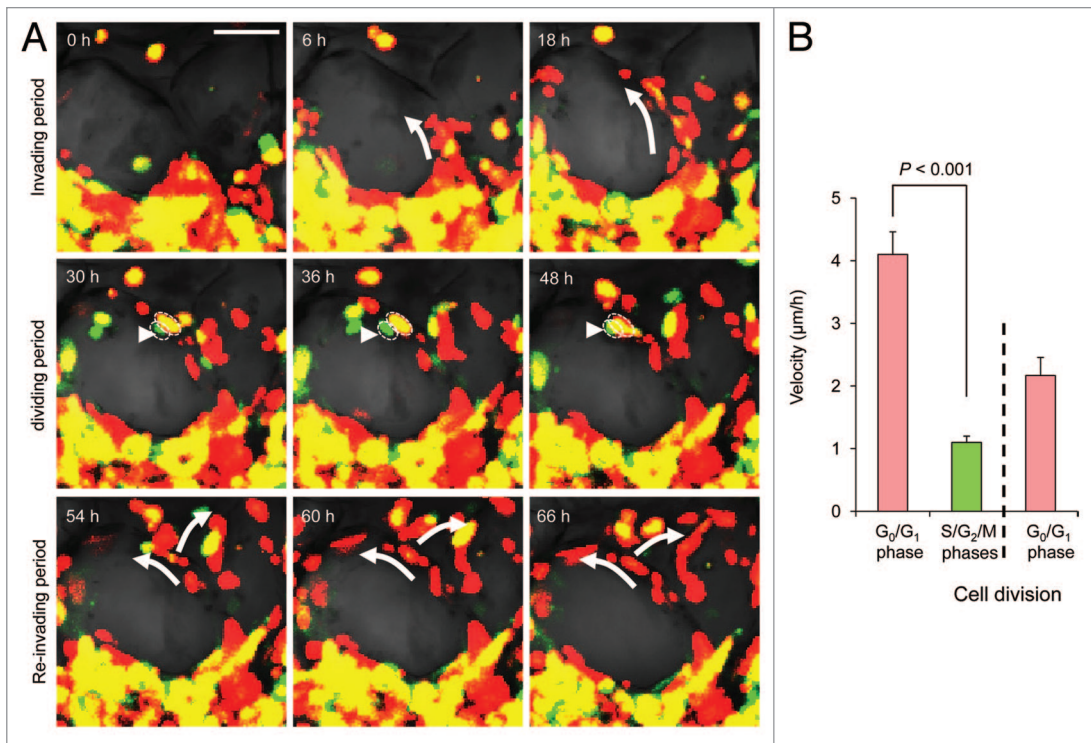 A
0 h
6 h
18 h
Invading period
30 h
36 h
48 h
dividing period
54 h
60 h
66 h
Re-invading period
B
P < 0.001
5
4
3
2
1
0
Velocity (μm/h)
G₀/G₁
phase
S/G₂/M
phases
G₀/G₁
phase
Cell division